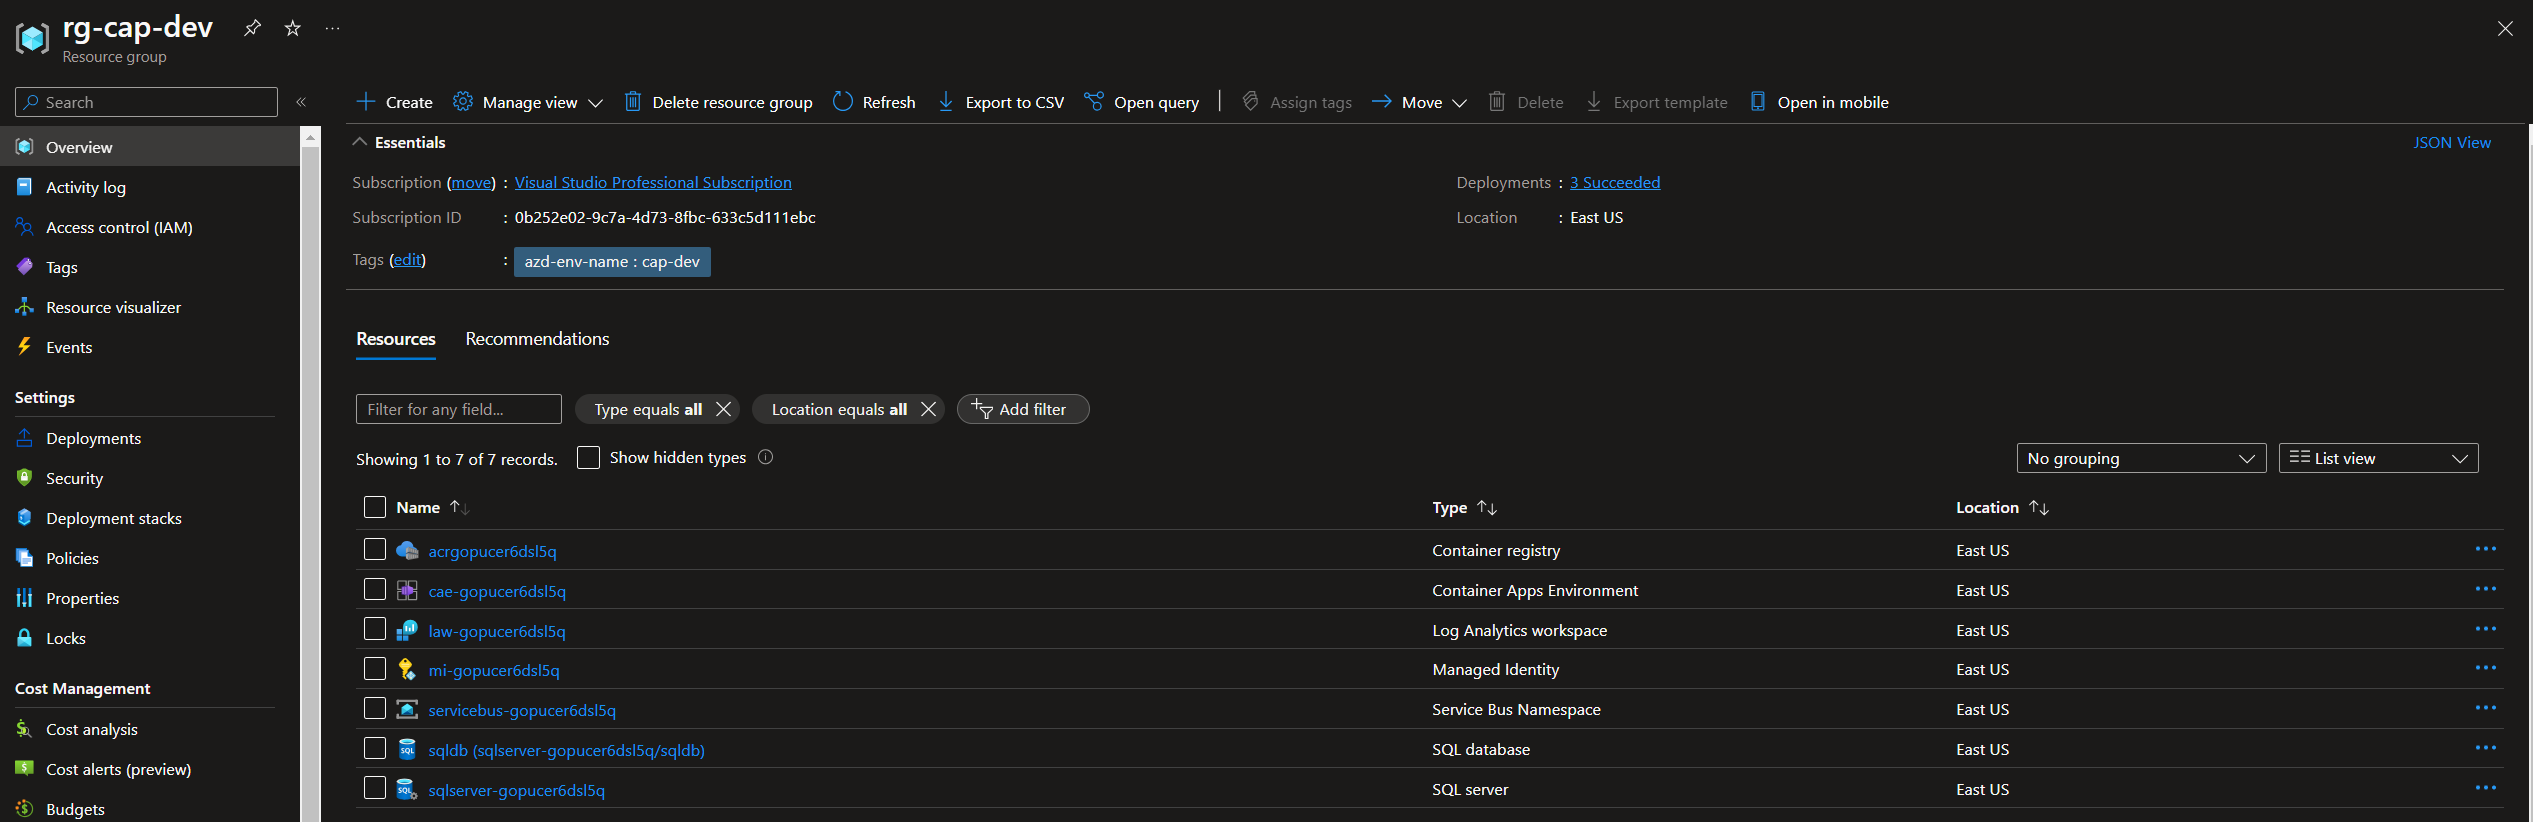 rg-cap-dev
Resource group
Search
Create Manage view Delete resource group Refresh Export to CSV Open query Assign tags Move Delete Export template Open in mobile
Overview
Activity log
Access control (IAM)
Tags
Resource visualizer
Events
Settings
Deployments
Security
Deployment stacks
Policies
Properties
Locks
Cost Management
Cost analysis
Cost alerts (preview)
Budgets
Essentials JSON View
Subscription (move) : Visual Studio Professional Subscription Deployments : 3 Succeeded
Subscription ID : 0b252e02-9c7a-4d73-8fbc-633c5d111ebc Location : East US
Tags (edit) : azd-env-name : cap-dev
Resources Recommendations
Filter for any field... Type equals all Location equals all Add filter
Showing 1 to 7 of 7 records. Show hidden types No grouping List view
Name Type Location
acrgopucer6dsl5q Container registry East US
cae-gopucer6dsl5q Container Apps Environment East US
law-gopucer6dsl5q Log Analytics workspace East US
mi-gopucer6dsl5q Managed Identity East US
servicebus-gopucer6dsl5q Service Bus Namespace East US
sqldb (sqlserver-gopucer6dsl5q/sqldb) SQL database East US
sqlserver-gopucer6dsl5q SQL server East US